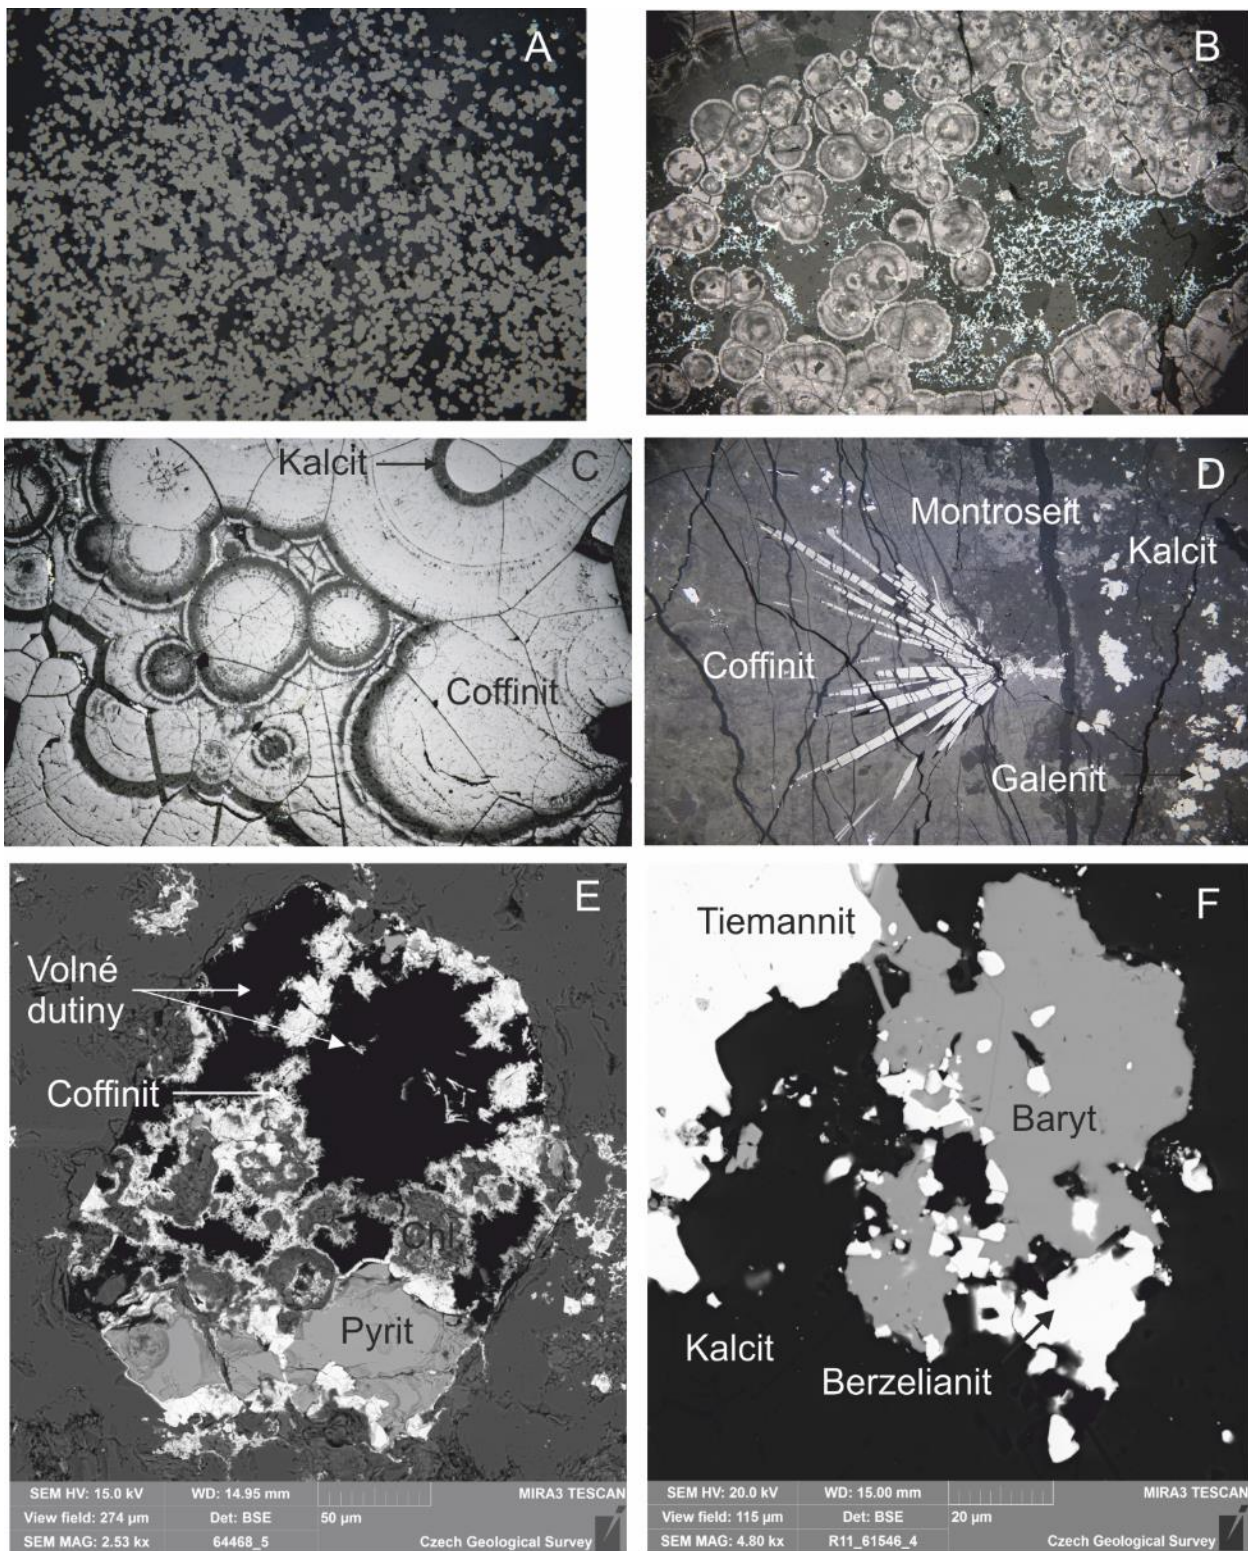 A
B
Kalcit
C
Coffinit
D
Montroseit
Kalcit
Coffinit
Galenit
E
Volné
dutiny
Coffinit
Chl
Pyrit
SEM HV: 15.0 kV WD: 14.95 mm MIRA3 TESCAN
View field: 274 µm Det: BSE 50 µm
SEM MAG: 2.53 kx 64468_5 Czech Geological Survey
F
Tiemannit
Baryt
Kalcit
Berzelianit
SEM HV: 20.0 kV WD: 15.00 mm MIRA3 TESCAN
View field: 115 µm Det: BSE 20 µm
SEM MAG: 4.80 kx R11_61546_4 Czech Geological Survey